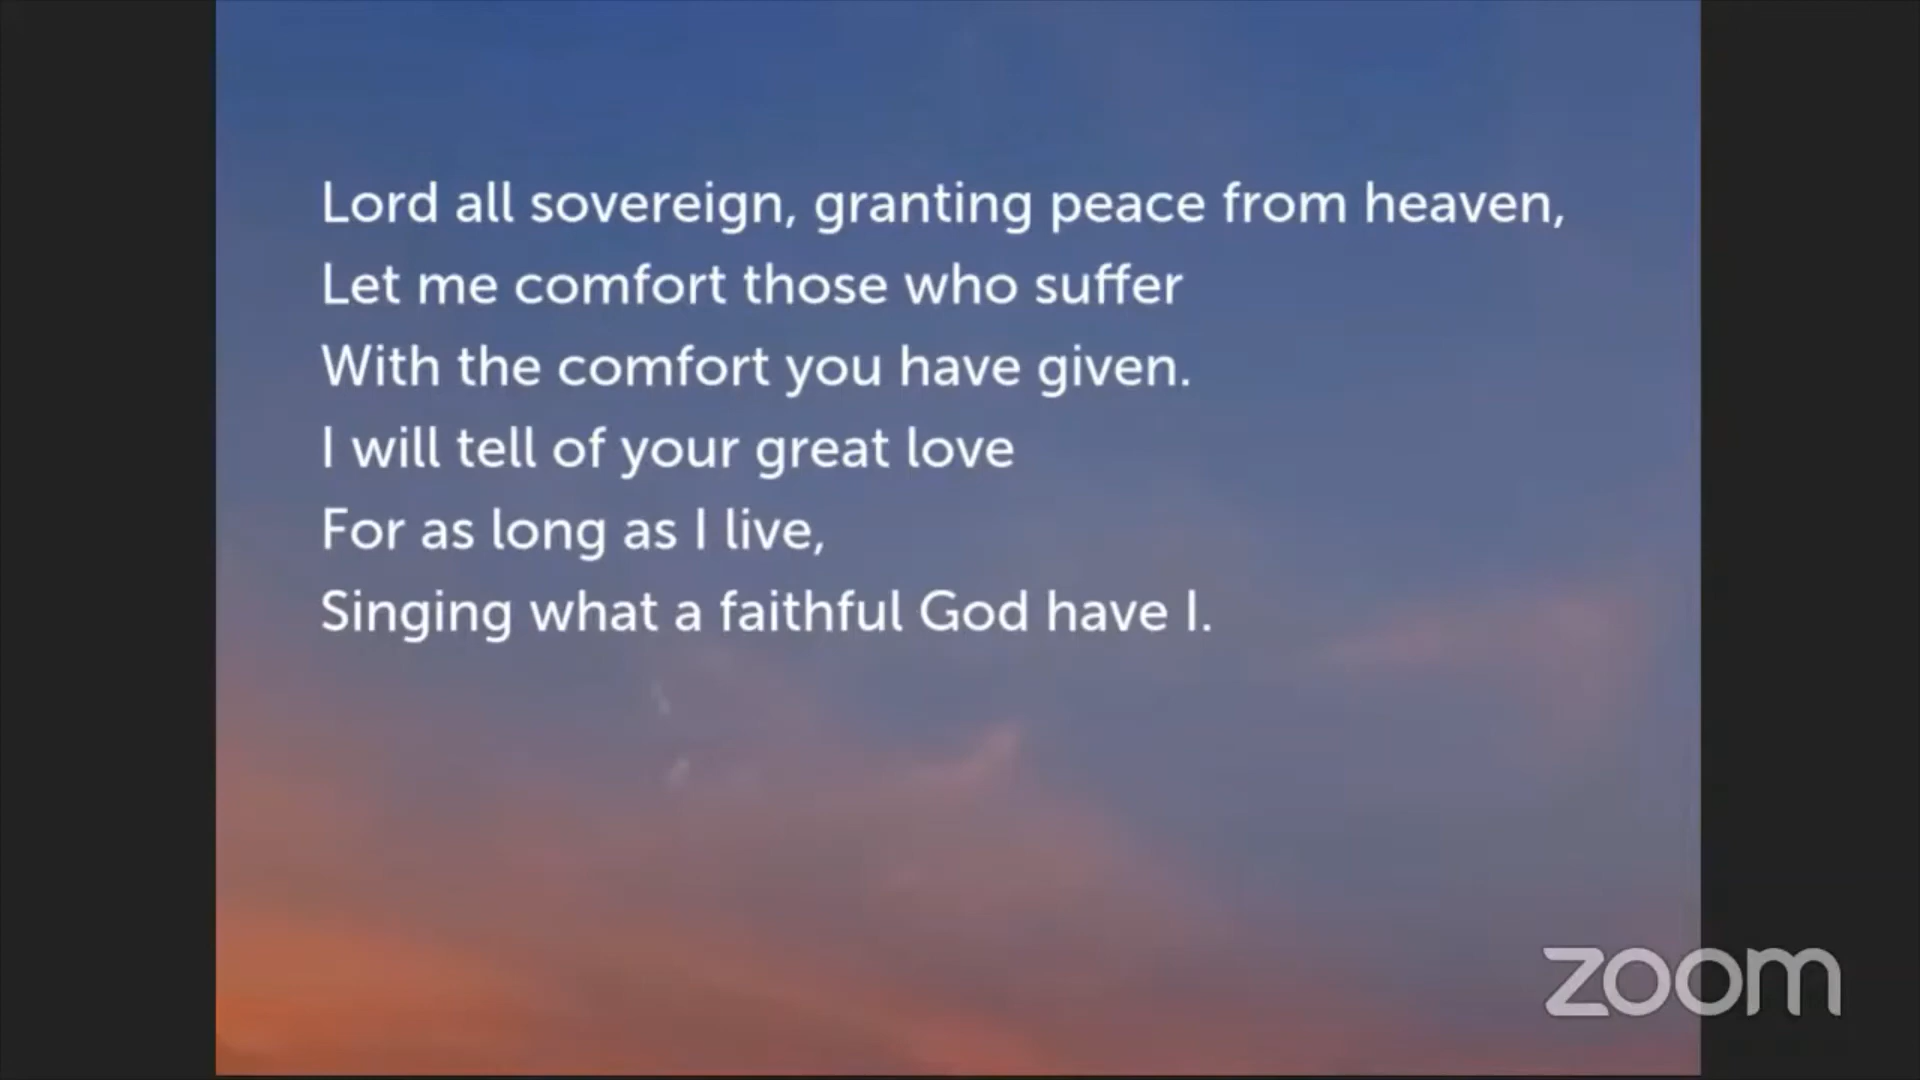 Lord all sovereign, granting peace from heaven,
Let me comfort those who suffer
With the comfort you have given.
I will tell of your great love
For as long as I live,
Singing what a faithful God have I.
zoom